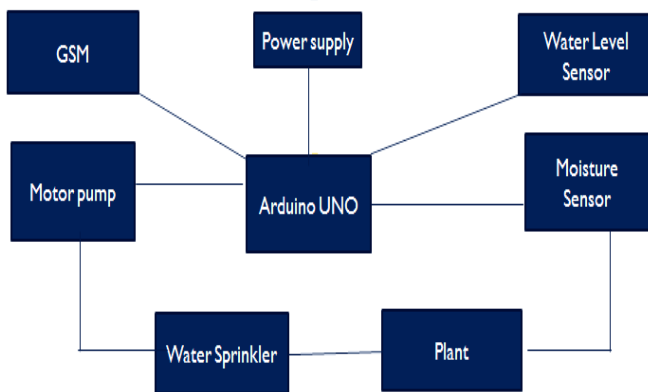 GSM
Power supply
Water Level
Sensor
Motor pump
Arduino UNO
Moisture
Sensor
Water Sprinkler
Plant